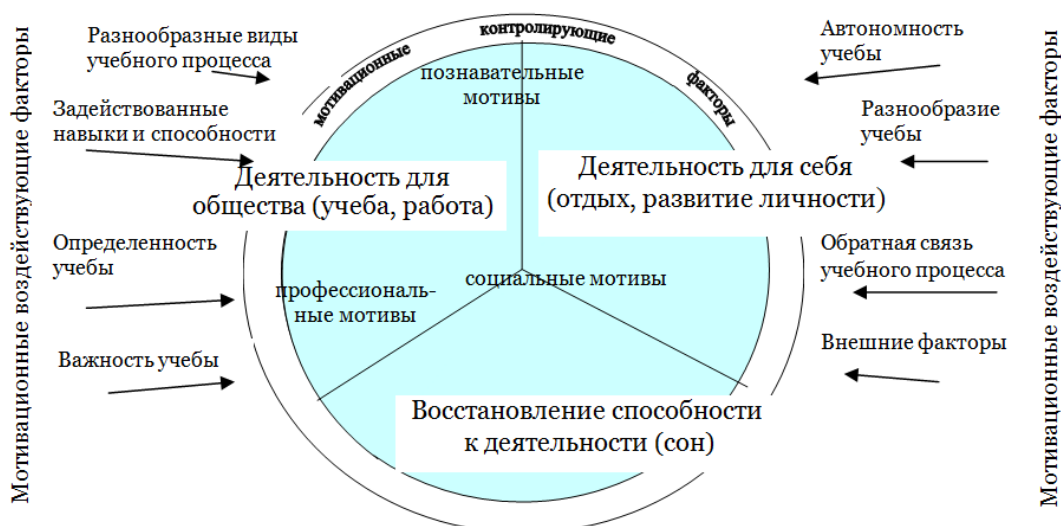 Мотивационные воздействующие факторы
Разнообразные виды
учебного процесса
Задействованные
навыки и способности
Определенность
учебы
Важность учебы
мотивационные контролирующие факторы
познавательные
мотивы
Деятельность для
общества (учеба, работа)
Деятельность для себя
(отдых, развитие личности)
социальные мотивы
профессиональ-
ные мотивы
Восстановление способности
к деятельности (сон)
Автономность
учебы
Разнообразие
учебы
Обратная связь
учебного процесса
Внешние факторы
Мотивационные воздействующие факторы